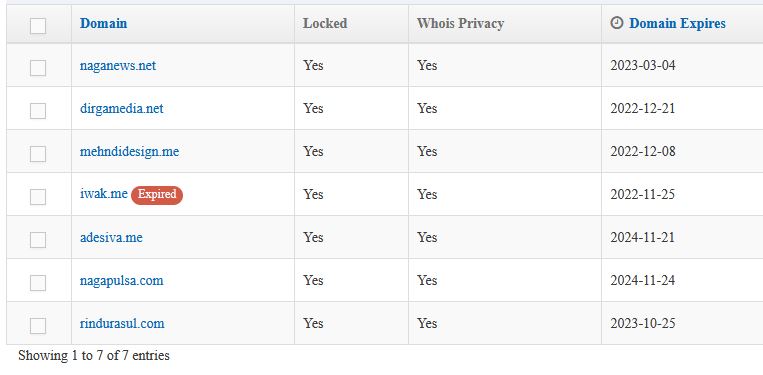 Domain Locked Whois Privacy Domain Expires
naganews.net Yes Yes 2023-03-04
dirgamedia.net Yes Yes 2022-12-21
mehndidesign.me Yes Yes 2022-12-08
iwak.me Expired Yes Yes 2022-11-25
adesiva.me Yes Yes 2024-11-21
nagapulsa.com Yes Yes 2024-11-24
rindurasul.com Yes Yes 2023-10-25
Showing 1 to 7 of 7 entries